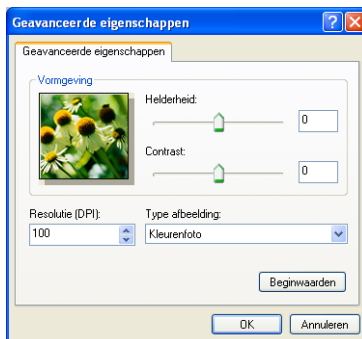 Geavanceerde eigenschappen
Geavanceerde eigenschappen
Vormgeving
Helderheid:
0
Contrast:
0
Resolutie (DPI):
Type afbeelding:
100
Kleurenfoto
Beginwaarden
OK
Annuleren